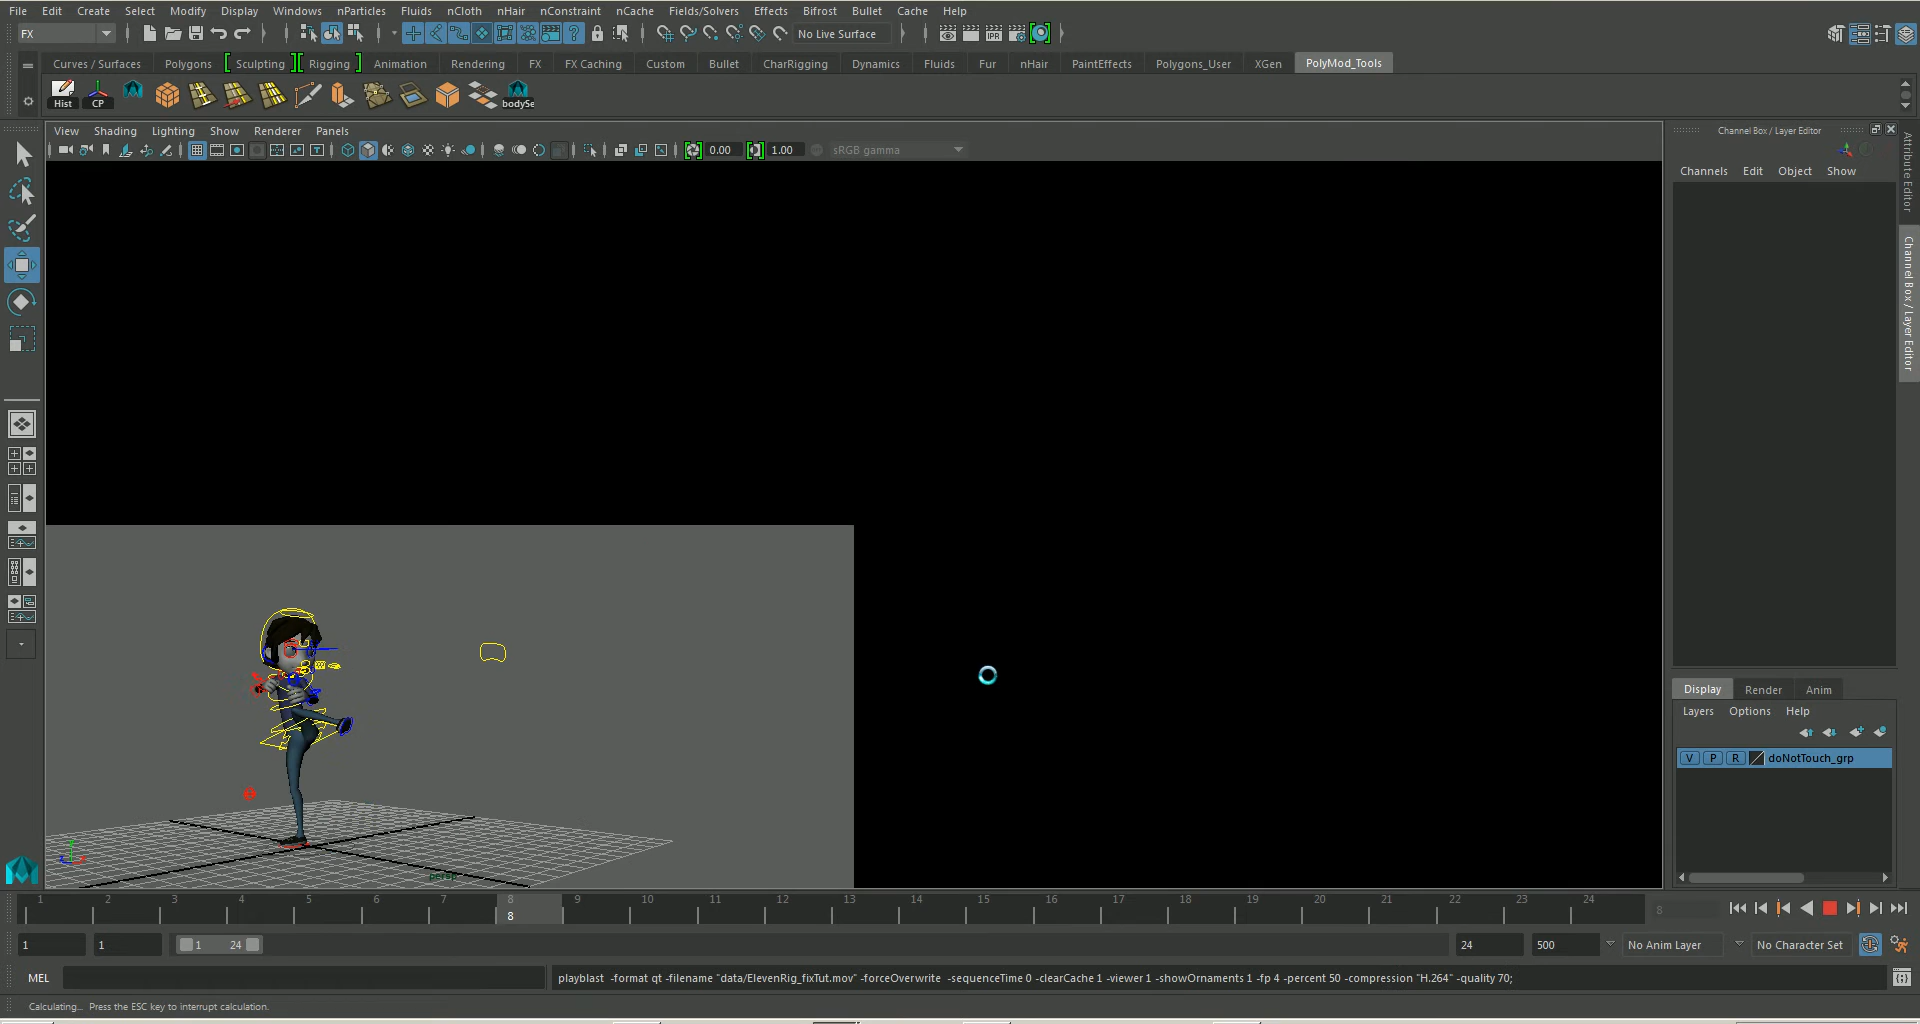 File Edit Create Select Modify Display Windows nParticles Fluids nCloth nHair nConstraint nCache Fields/Solvers Effects Bifrost Bullet Cache Help
FX No Live Surface
Curves / Surfaces Polygons Sculpting Rigging Animation Rendering FX FX Caching Custom Bullet CharRigging Dynamics Fluids Fur nHair PaintEffects Polygons_User XGen PolyMod_Tools
Hist CP bodySe
View Shading Lighting Show Renderer Panels
0.00 1.00 sRGB gamma
Channel Box / Layer Editor
Channels Edit Object Show
Attribute Editor
Channel Box / Layer Editor
persp
Display Render Anim
Layers Options Help
V P R doNotTouch_grp
1 2 3 4 5 6 7 8 9 10 11 12 13 14 15 16 17 18 19 20 21 22 23 24
8 8
1 1 1 24 24 500 No Anim Layer No Character Set
MEL playblast -format qt -filename "data/ElevenRig_fixTut.mov" -forceOverwrite -sequenceTime 0 -clearCache 1 -viewer 1 -showOrnaments 1 -fp 4 -percent 50 -compression "H.264" -quality 70;
Calculating... Press the ESC key to interrupt calculation.